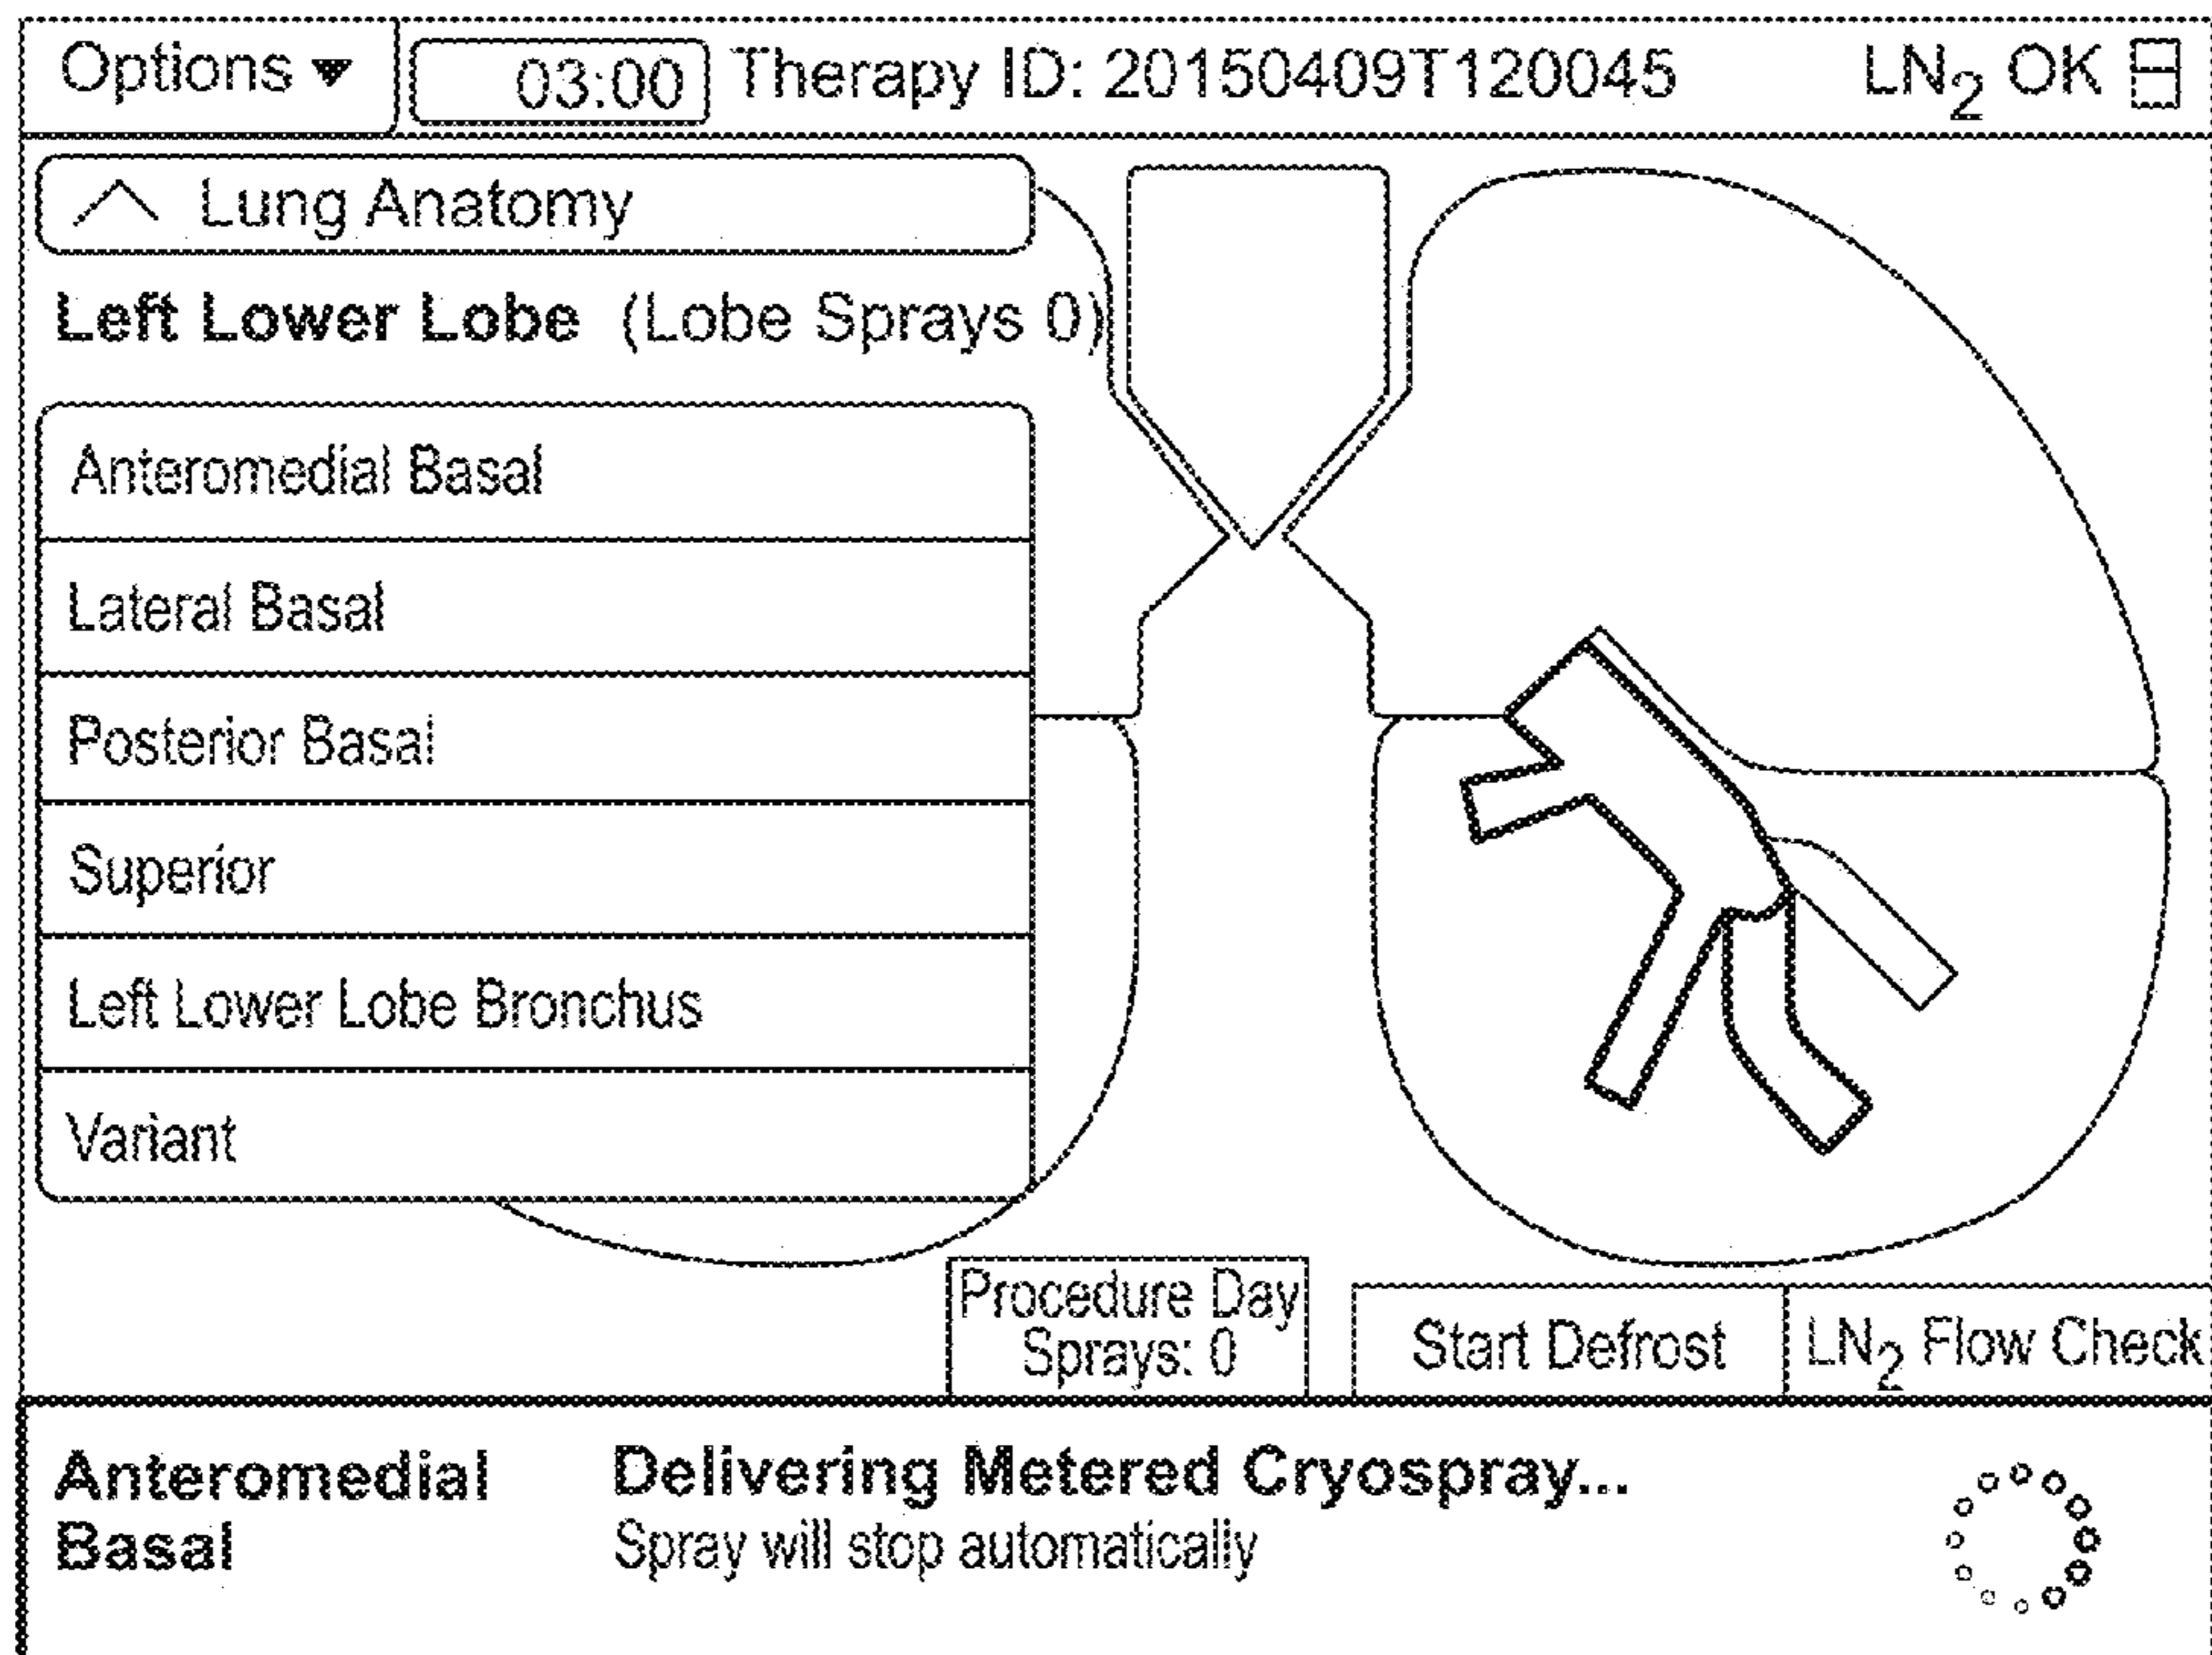 Options ▼ 03:00 Therapy ID: 20150409T120045 LN₂ OK
Lung Anatomy
Left Lower Lobe (Lobe Sprays 0)
Anteromedial Basal
Lateral Basal
Posterior Basal
Superior
Left Lower Lobe Bronchus
Variant
Procedure Day
Sprays: 0
Start Defrost
LN₂ Flow Check
Anteromedial
Basal
Delivering Metered Cryospray...
Spray will stop automatically